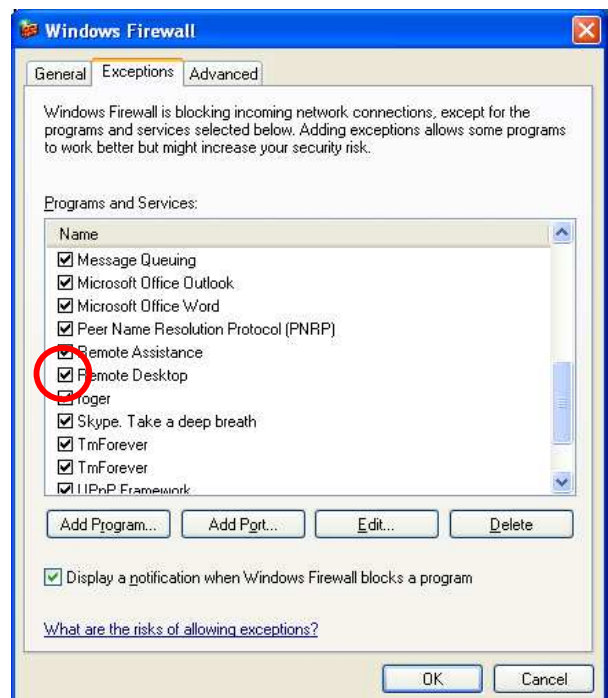 Windows Firewall
General Exceptions Advanced
Windows Firewall is blocking incoming network connections, except for the
programs and services selected below. Adding exceptions allows some programs
to work better but might increase your security risk.
Programs and Services:
Name
Message Queuing
Microsoft Office Outlook
Microsoft Office Word
Peer Name Resolution Protocol (PNRP)
Remote Assistance
Remote Desktop
roger
Skype. Take a deep breath
TmForever
TmForever
UPnP Framework
Add Program... Add Port... Edit... Delete
Display a notification when Windows Firewall blocks a program
What are the risks of allowing exceptions?
OK Cancel